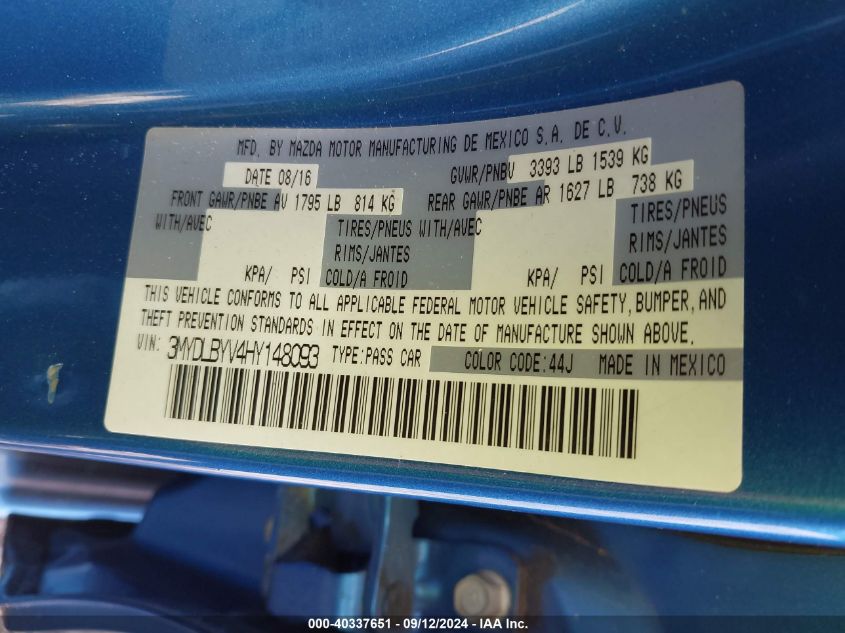 MFD. BY MAZDA MOTOR MANUFACTURING DE MEXICO S.A. DE C.V.
DATE 08/16 GVWR/PNBV 3393 LB 1539 KG
FRONT GAWR/PNBE AV 1795 LB 814 KG REAR GAWR/PNBE AR 1627 LB 738 KG
WITH/AVEC TIRES/PNEUS WITH/AVEC TIRES/PNEUS
RIMS/JANTES RIMS/JANTES
KPA/ PSI COLD/A FROID KPA/ PSI COLD/A FROID
THIS VEHICLE CONFORMS TO ALL APPLICABLE FEDERAL MOTOR VEHICLE SAFETY, BUMPER, AND
THEFT PREVENTION STANDARDS IN EFFECT ON THE DATE OF MANUFACTURE SHOWN ABOVE.
VIN: 3MYDLBYV4HY148093 TYPE:PASS CAR COLOR CODE:44J MADE IN MEXICO
000-40337651 - 09/12/2024 - IAA Inc.